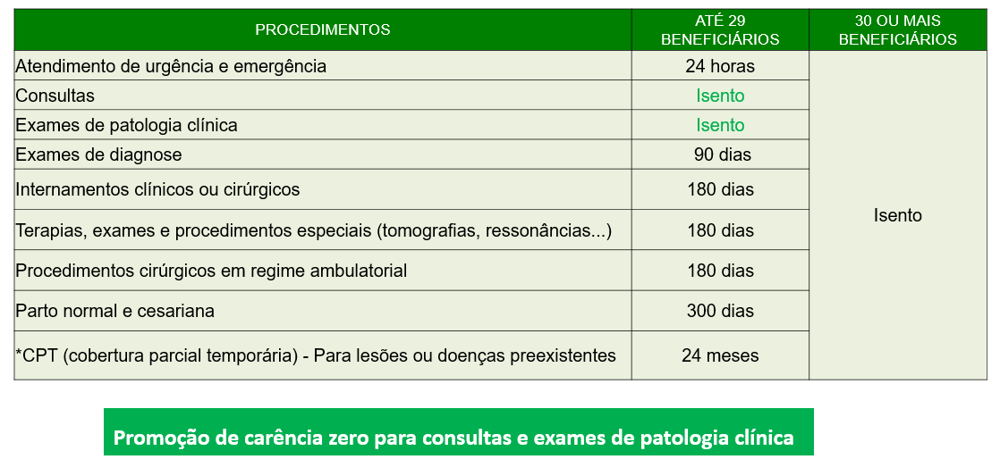 PROCEDIMENTOS
ATÉ 29
BENEFICIÁRIOS
30 OU MAIS
BENEFICIÁRIOS
Atendimento de urgência e emergência
24 horas
Consultas
Isento
Exames de patologia clínica
Isento
Exames de diagnose
90 dias
Internamentos clínicos ou cirúrgicos
180 dias
Terapias, exames e procedimentos especiais (tomografias, ressonâncias...)
180 dias
Isento
Procedimentos cirúrgicos em regime ambulatorial
180 dias
Parto normal e cesariana
300 dias
*CPT (cobertura parcial temporária) - Para lesões ou doenças preexistentes
24 meses
Promoção de carência zero para consultas e exames de patologia clínica